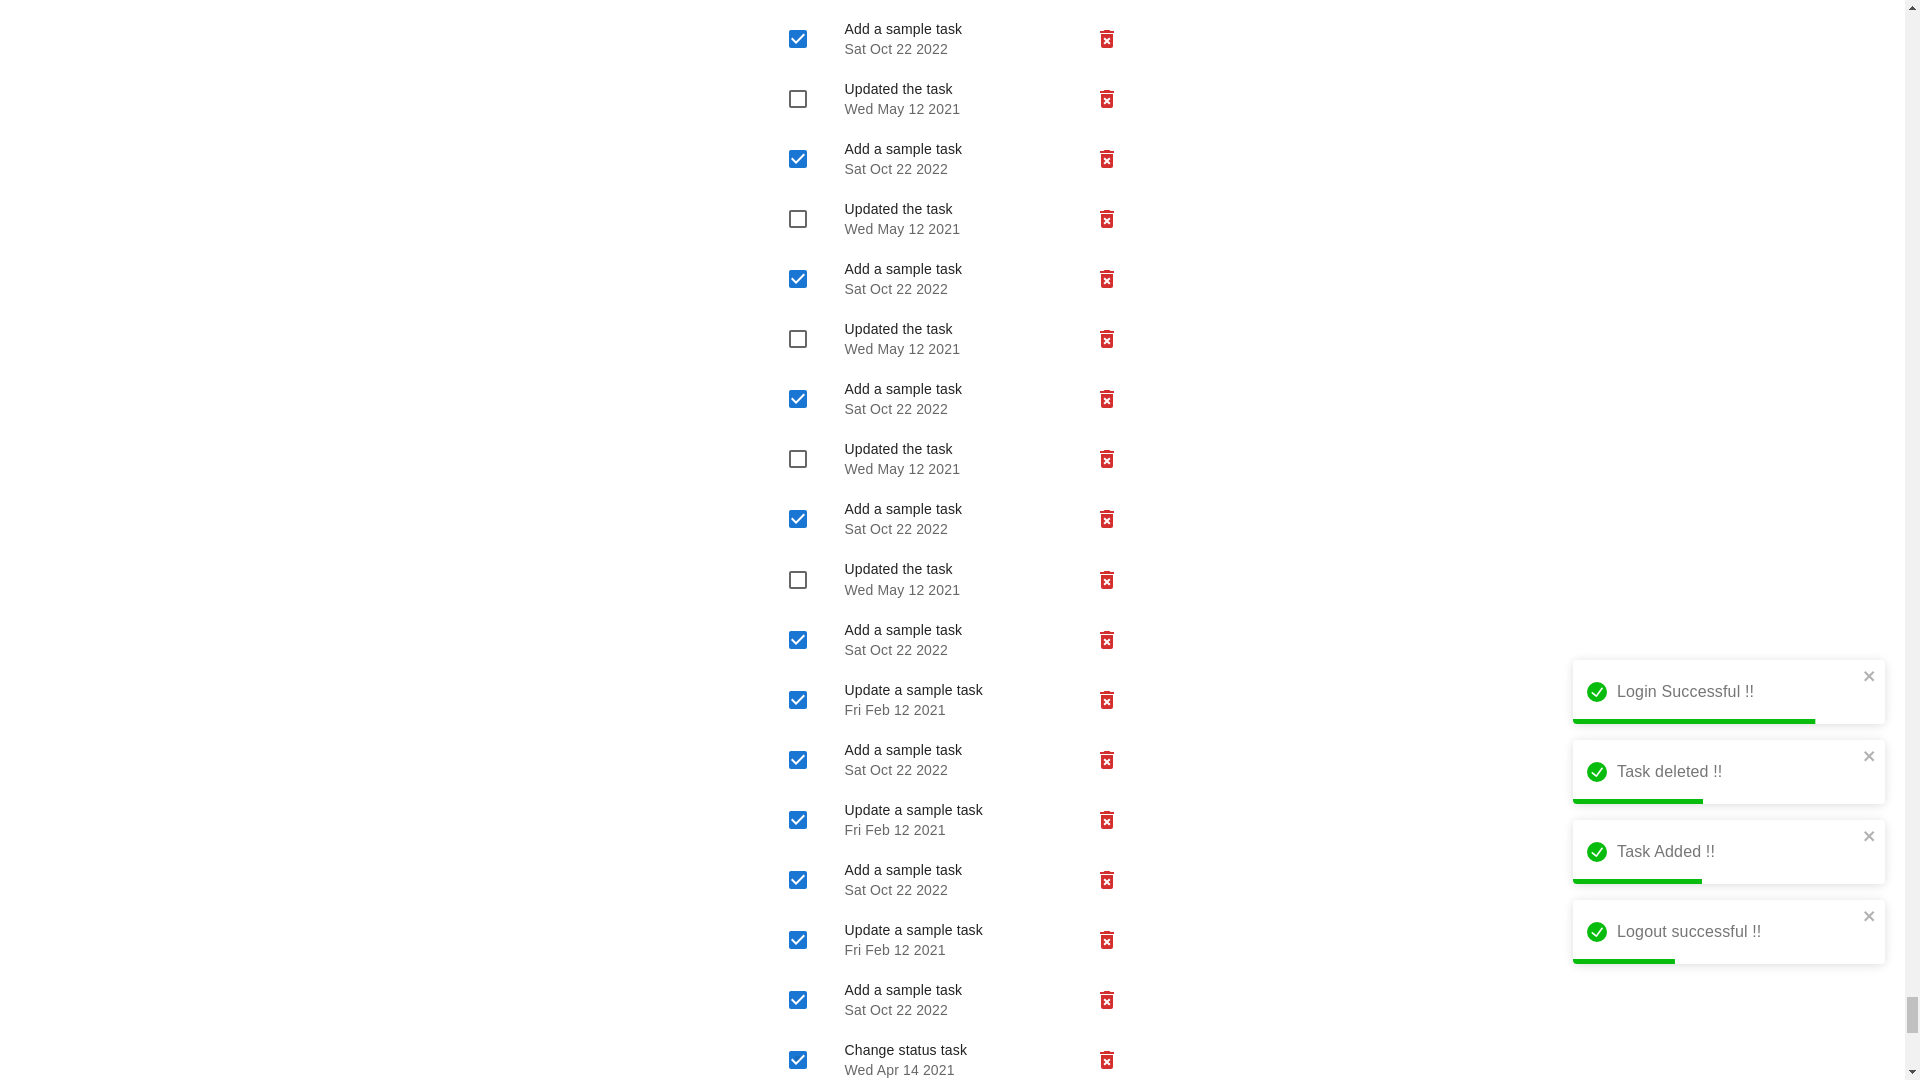 Add a sample task
Sat Oct 22 2022
Updated the task
Wed May 12 2021
Add a sample task
Sat Oct 22 2022
Updated the task
Wed May 12 2021
Add a sample task
Sat Oct 22 2022
Updated the task
Wed May 12 2021
Add a sample task
Sat Oct 22 2022
Updated the task
Wed May 12 2021
Add a sample task
Sat Oct 22 2022
Updated the task
Wed May 12 2021
Add a sample task
Sat Oct 22 2022
Update a sample task
Fri Feb 12 2021
Add a sample task
Sat Oct 22 2022
Update a sample task
Fri Feb 12 2021
Add a sample task
Sat Oct 22 2022
Update a sample task
Fri Feb 12 2021
Add a sample task
Sat Oct 22 2022
Change status task
Wed Apr 14 2021
Login Successful !!
Task deleted !!
Task Added !!
Logout successful !!